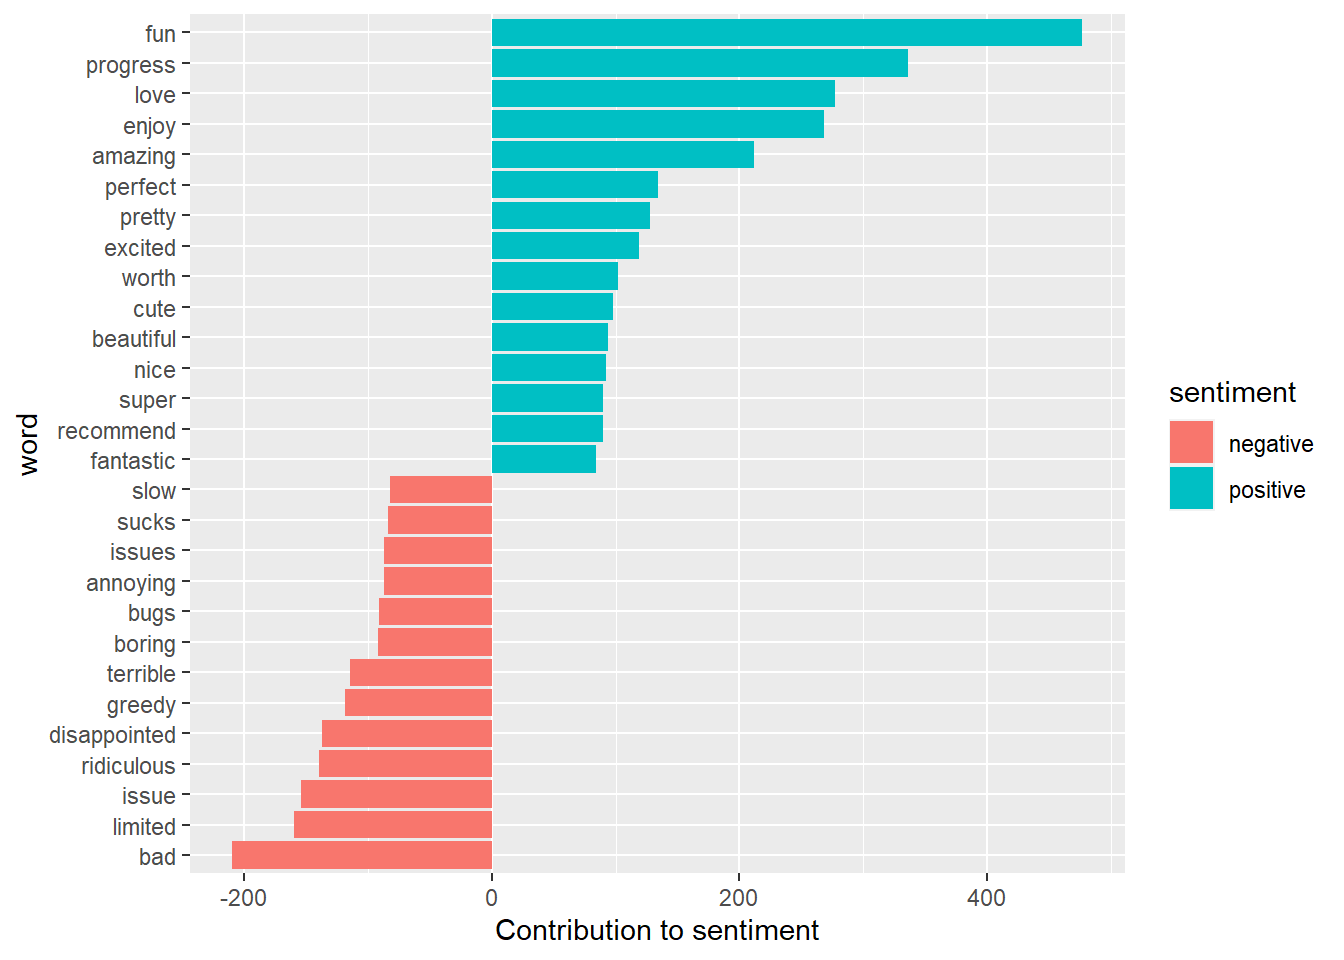 fun
progress
love
enjoy
amazing
perfect
pretty
excited
worth
cute
beautiful
nice
super
recommend
fantastic
slow
sucks
issues
annoying
bugs
boring
terrible
greedy
disappointed
ridiculous
issue
limited
bad
word
-200 0 200 400
Contribution to sentiment
sentiment
negative
positive